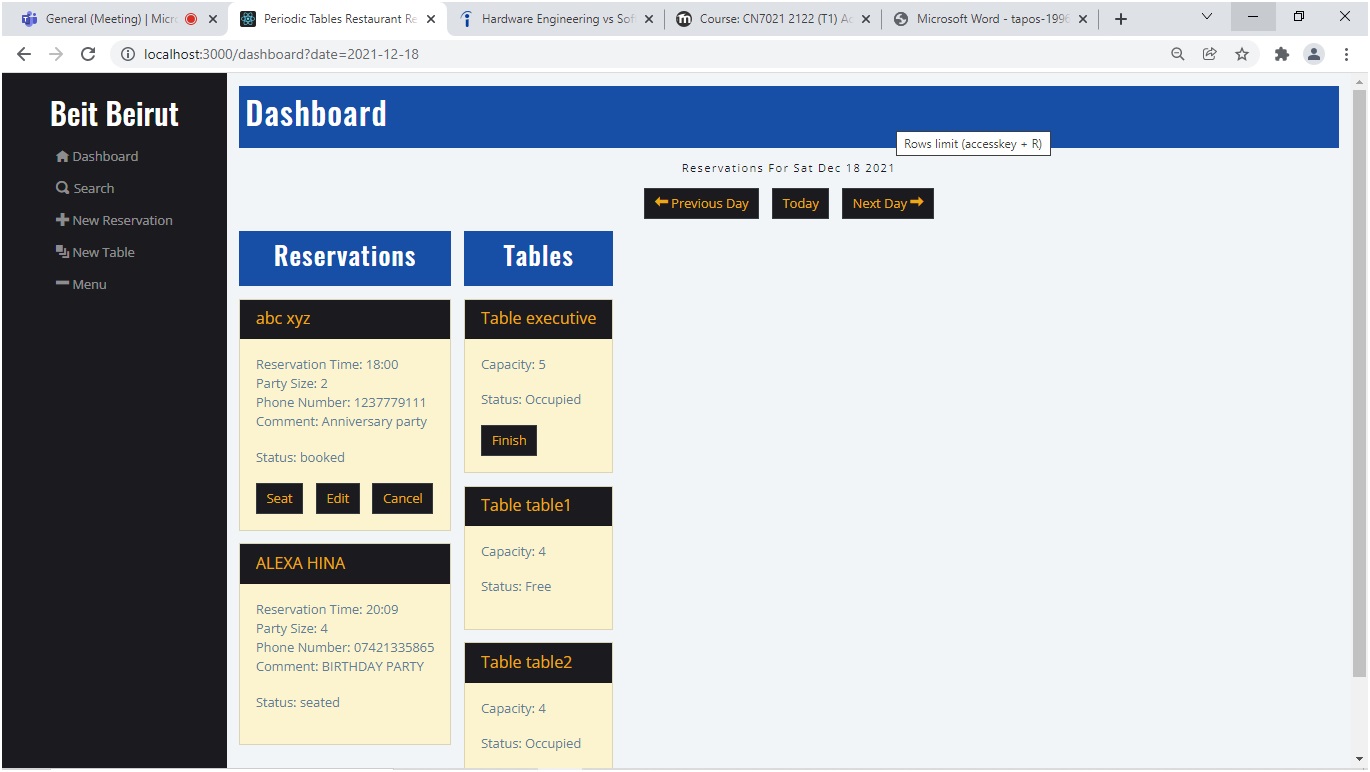 General (Meeting) | Micr
Periodic Tables Restaurant Re
Hardware Engineering vs Sof
Course: CN7021 2122 (T1) Ac
Microsoft Word - tapos-1996
localhost:3000/dashboard?date=2021-12-18
Beit Beirut
Dashboard
Search
New Reservation
New Table
Menu
Dashboard
Rows limit (accesskey + R)
Reservations For Sat Dec 18 2021
Previous Day
Today
Next Day
Reservations
abc xyz
Reservation Time: 18:00
Party Size: 2
Phone Number: 1237779111
Comment: Anniversary party
Status: booked
Seat
Edit
Cancel
ALEXA HINA
Reservation Time: 20:09
Party Size: 4
Phone Number: 07421335865
Comment: BIRTHDAY PARTY
Status: seated
Tables
Table executive
Capacity: 5
Status: Occupied
Finish
Table table1
Capacity: 4
Status: Free
Table table2
Capacity: 4
Status: Occupied